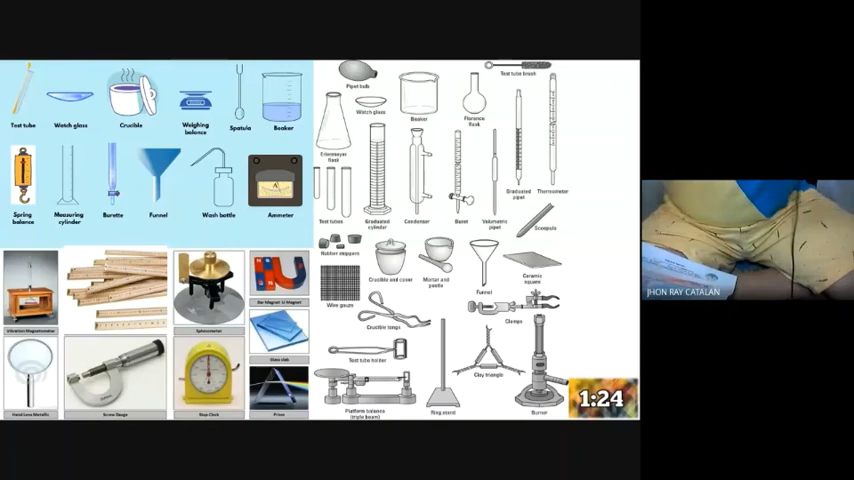 Test tube
Watch glass
Crucible
Weighing
balance
Spatula
Beaker
Spring
balance
Measuring
cylinder
Burette
Funnel
Wash bottle
Ammeter
A
Vibration Magnetometer
Spherometer
Bar Magnet U Magnet
Glass slab
Hand Lens Metallic
Screw Gauge
Stop Clock
Prism
Pipet bulb
Watch glass
Beaker
Florence
flask
Test tube brush
Erlenmeyer
flask
Test tubes
Graduated
cylinder
Condenser
Buret
Volumetric
pipet
Graduated
pipet
Thermometer
Scoopula
Rubber stoppers
Crucible and cover
Mortar and
pestle
Funnel
Ceramic
square
Wire gauze
Crucible tongs
Clamps
Test tube holder
Clay triangle
Platform balance
(triple beam)
Ring stand
Burner
1:24
JHON RAY CATALAN